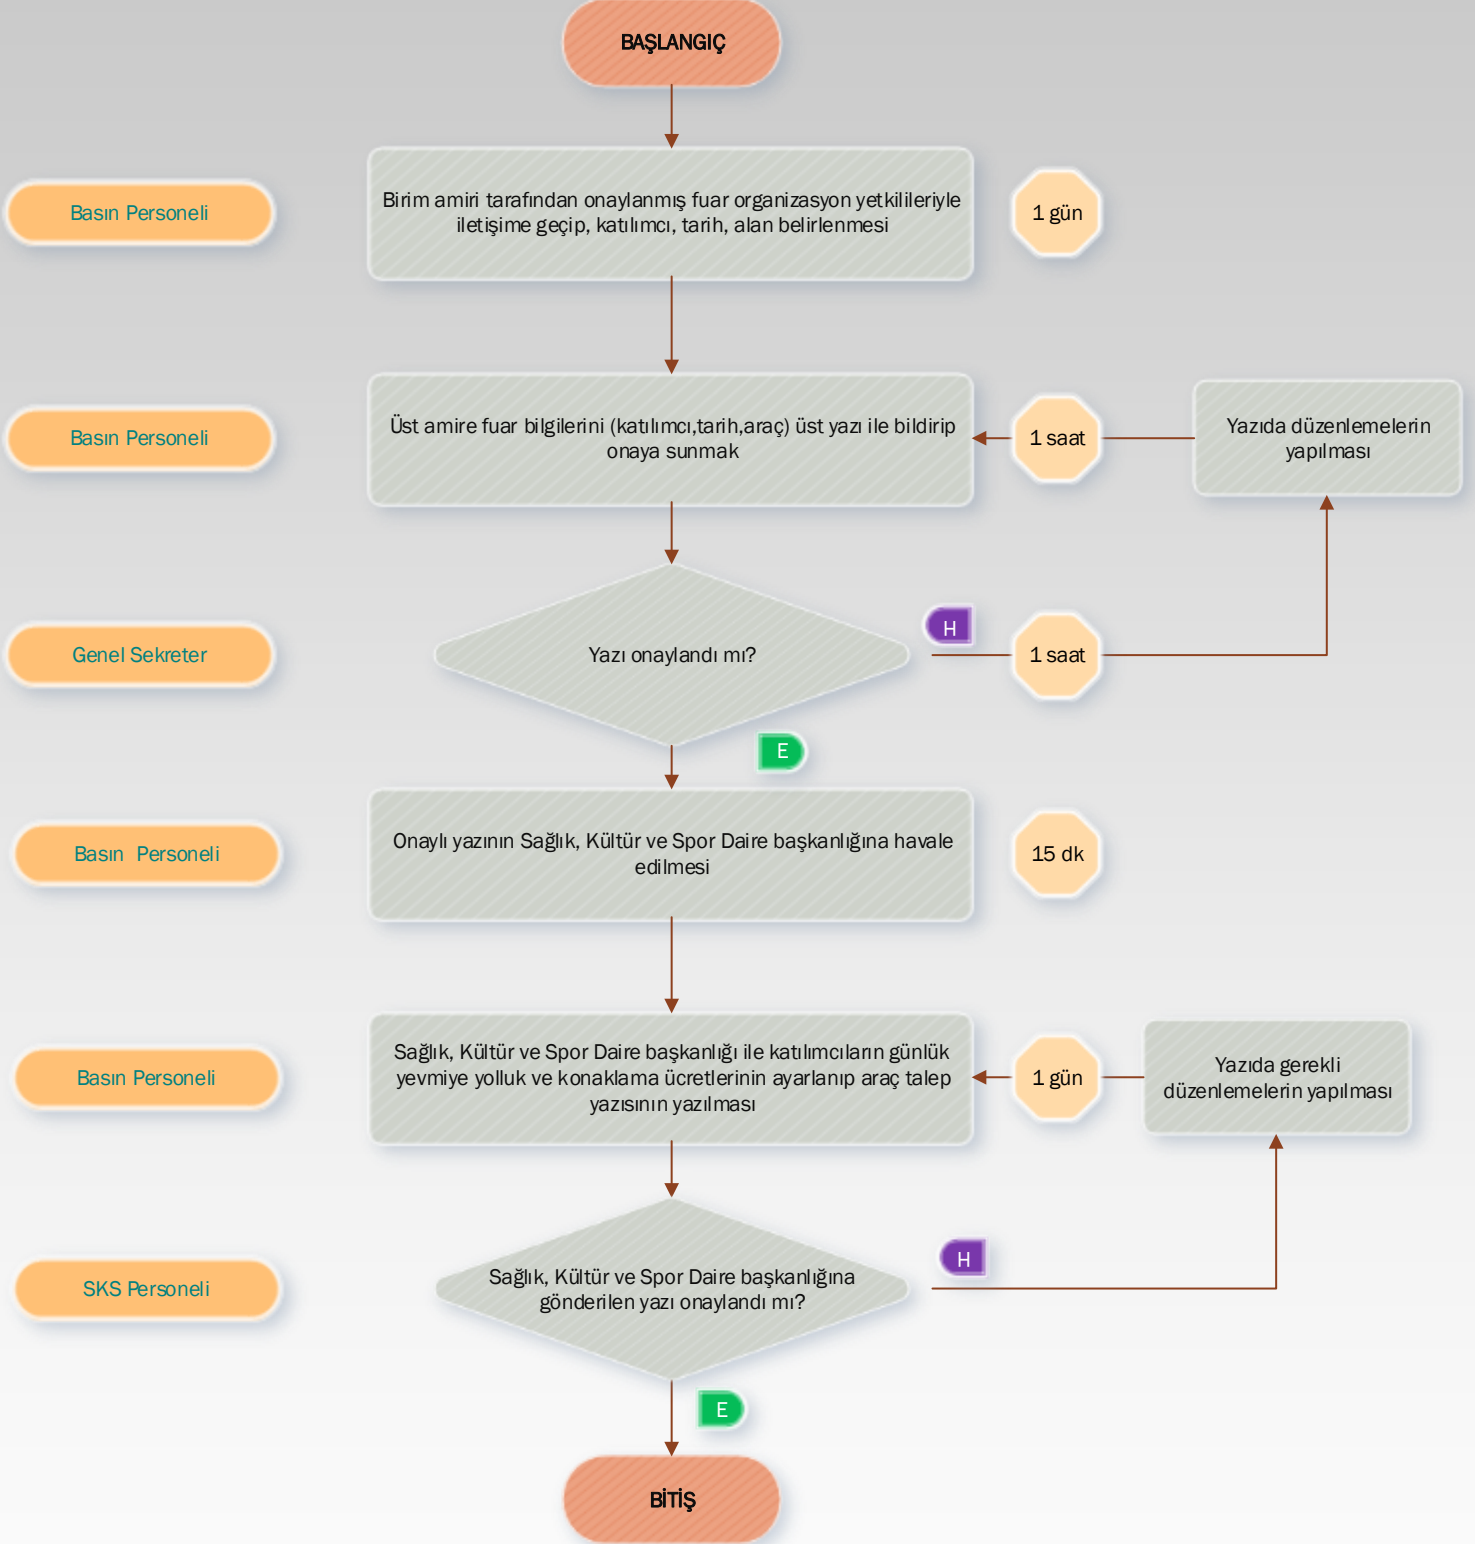 BAŞLANGIÇ
Basın Personeli
Birim amiri tarafından onaylanmış fuar organizasyon yetkilileriyle
iletişime geçip, katılımcı, tarih, alan belirlenmesi
1 gün
Basın Personeli
Üst amire fuar bilgilerini (katılımcı,tarih,araç) üst yazı ile bildirip
onaya sunmak
1 saat
Yazıda düzenlemelerin
yapılması
Genel Sekreter
Yazı onaylandı mı?
H
1 saat
E
Basın Personeli
Onaylı yazının Sağlık, Kültür ve Spor Daire başkanlığına havale
edilmesi
15 dk
Basın Personeli
Sağlık, Kültür ve Spor Daire başkanlığı ile katılımcıların günlük
yevmiye yolluk ve konaklama ücretlerinin ayarlanıp araç talep
yazısının yazılması
1 gün
Yazıda gerekli
düzenlemelerin yapılması
SKS Personeli
Sağlık, Kültür ve Spor Daire başkanlığına
gönderilen yazı onaylandı mı?
H
E
BİTİŞ